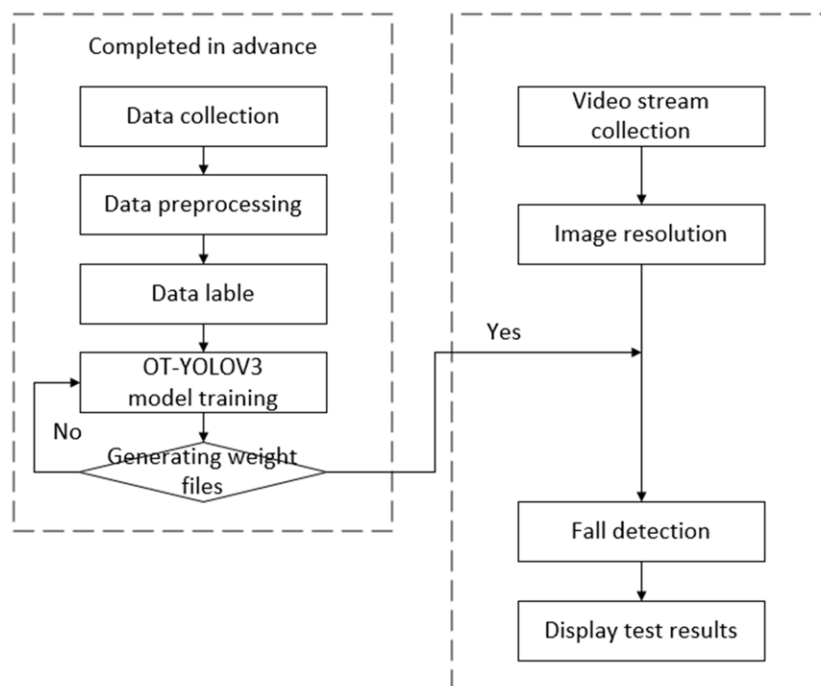 Completed in advance
Data collection
Data preprocessing
Data lable
OT-YOLOV3
model training
No
Generating weight
files
Yes
Video stream
collection
Image resolution
Fall detection
Display test results